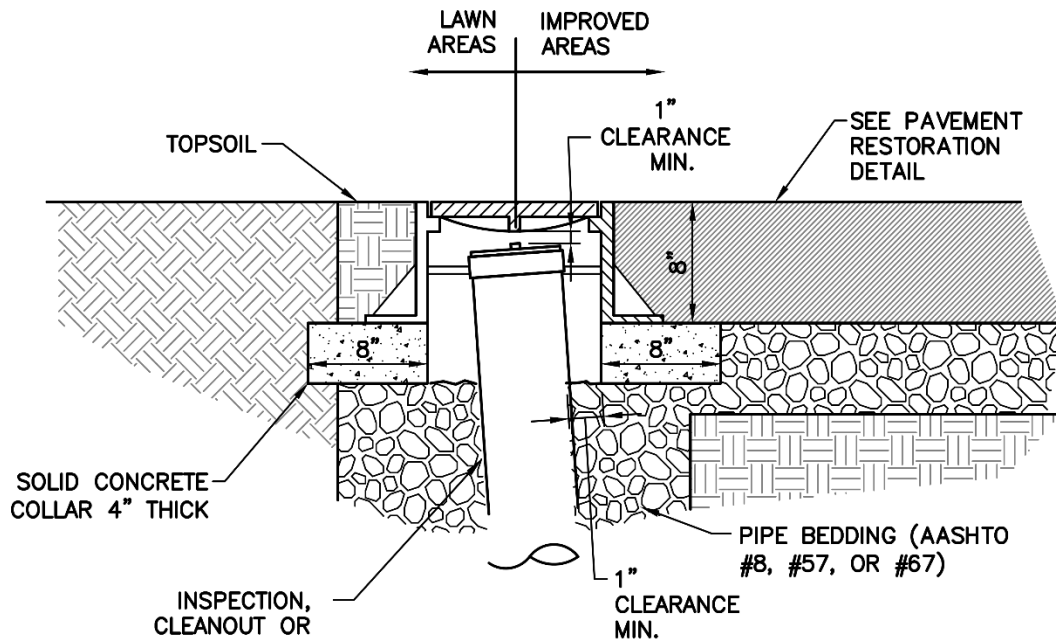 LAWN
AREAS
IMPROVED
AREAS
1”
CLEARANCE
MIN.
TOPSOIL
SEE PAVEMENT
RESTORATION
DETAIL
8”
8”
8”
SOLID CONCRETE
COLLAR 4” THICK
PIPE BEDDING (AASHTO
#8, #57, OR #67)
INSPECTION,
CLEANOUT OR
1”
CLEARANCE
MIN.